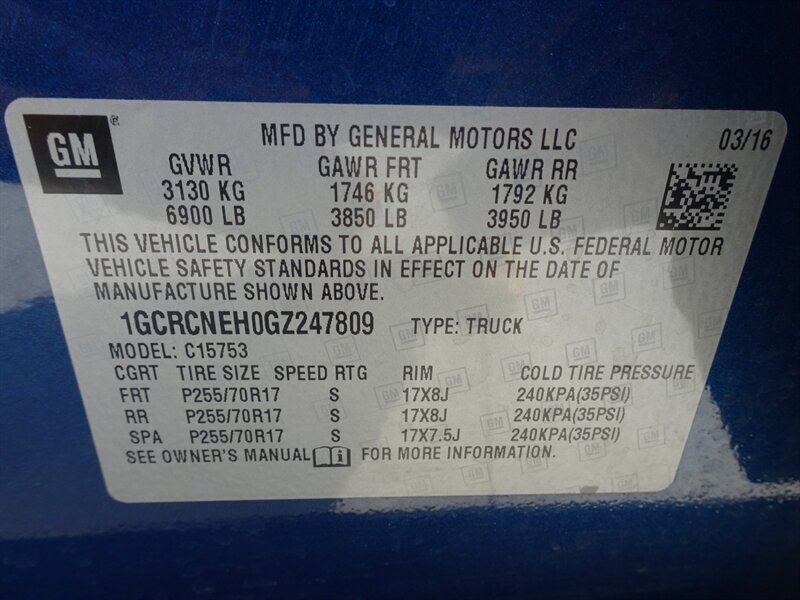 GM
MFD BY GENERAL MOTORS LLC 03/16
GVWR GAWR FRT GAWR RR
3130 KG 1746 KG 1792 KG
6900 LB 3850 LB 3950 LB
THIS VEHICLE CONFORMS TO ALL APPLICABLE U.S. FEDERAL MOTOR
VEHICLE SAFETY STANDARDS IN EFFECT ON THE DATE OF
MANUFACTURE SHOWN ABOVE.
1GCRCNEH0GZ247809 TYPE: TRUCK
MODEL: C15753
CGRT TIRE SIZE SPEED RTG RIM COLD TIRE PRESSURE
FRT P255/70R17 S 17X8J 240KPA(35PSI)
RR P255/70R17 S 17X8J 240KPA(35PSI)
SPA P255/70R17 S 17X7.5J 240KPA(35PSI)
SEE OWNER'S MANUAL FOR MORE INFORMATION.